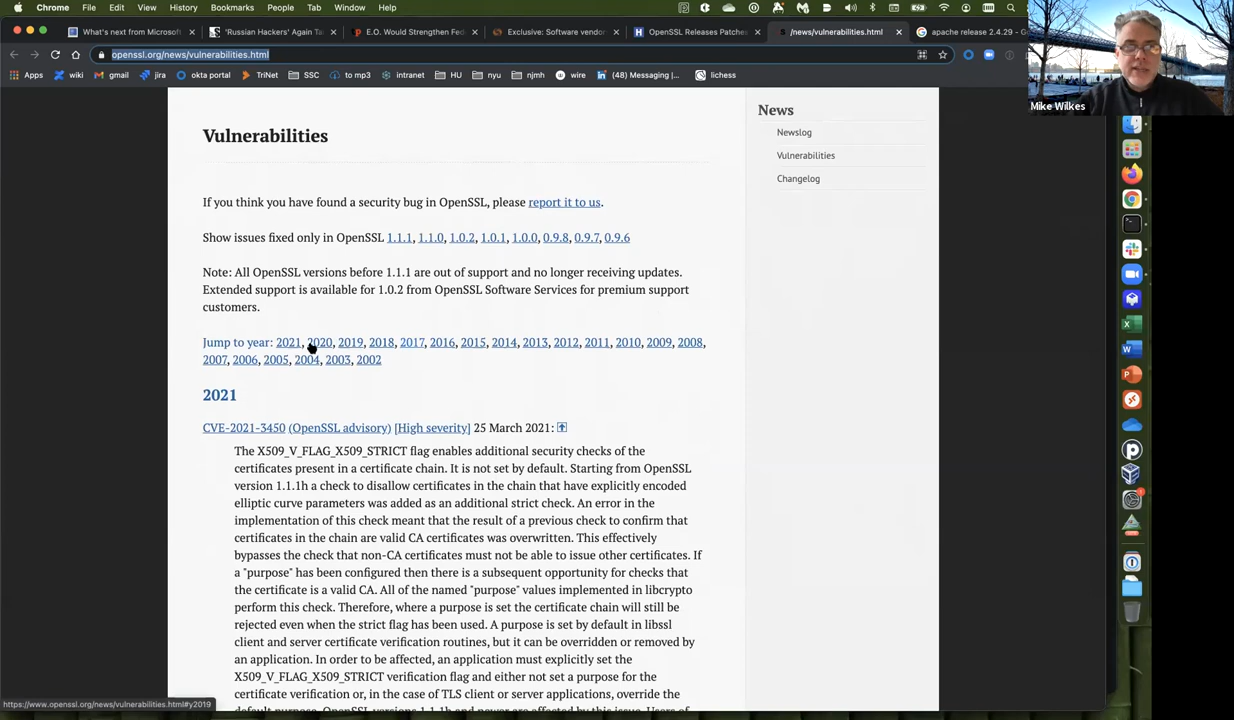 Chrome File Edit View History Bookmarks People Tab Window Help
What's next from Microsoft
'Russian Hackers' Again Ta
E.O. Would Strengthen Fed
Exclusive: Software vendor
OpenSSL Releases Patches
/news/vulnerabilities.html
apache release 2.4.29 - G
openssl.org/news/vulnerabilities.html
Apps wiki gmail jira okta portal TriNet SSC to mp3 intranet HU nyu njmh wire (48) Messaging |... lichess
Mike Wilkes
Vulnerabilities
If you think you have found a security bug in OpenSSL, please report it to us.
Show issues fixed only in OpenSSL 1.1.1, 1.1.0, 1.0.2, 1.0.1, 1.0.0, 0.9.8, 0.9.7, 0.9.6
Note: All OpenSSL versions before 1.1.1 are out of support and no longer receiving updates.
Extended support is available for 1.0.2 from OpenSSL Software Services for premium support
customers.
Jump to year: 2021, 2020, 2019, 2018, 2017, 2016, 2015, 2014, 2013, 2012, 2011, 2010, 2009, 2008,
2007, 2006, 2005, 2004, 2003, 2002
2021
CVE-2021-3450 (OpenSSL advisory) [High severity] 25 March 2021:
The X509_V_FLAG_X509_STRICT flag enables additional security checks of the
certificates present in a certificate chain. It is not set by default. Starting from OpenSSL
version 1.1.1h a check to disallow certificates in the chain that have explicitly encoded
elliptic curve parameters was added as an additional strict check. An error in the
implementation of this check meant that the result of a previous check to confirm that
certificates in the chain are valid CA certificates was overwritten. This effectively
bypasses the check that non-CA certificates must not be able to issue other certificates. If
a "purpose" has been configured then there is a subsequent opportunity for checks that
the certificate is a valid CA. All of the named "purpose" values implemented in libcrypto
perform this check. Therefore, where a purpose is set the certificate chain will still be
rejected even when the strict flag has been used. A purpose is set by default in libssl
client and server certificate verification routines, but it can be overridden or removed by
an application. In order to be affected, an application must explicitly set the
X509_V_FLAG_X509_STRICT verification flag and either not set a purpose for the
certificate verification or, in the case of TLS client or server applications, override the
default purpose. OpenSSL versions 1.1.1h and newer are affected by this issue. Users of
News
Newslog
Vulnerabilities
Changelog
https://www.openssl.org/news/vulnerabilities.html#y2019